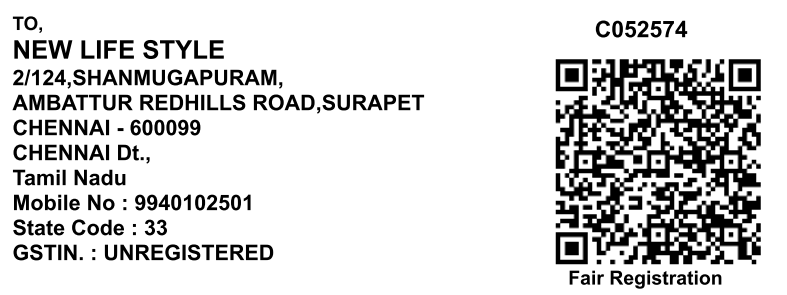 TO,
NEW LIFE STYLE
2/124,SHANMUGAPURAM,
AMBATTUR REDHILLS ROAD,SURAPET
CHENNAI - 600099
CHENNAI Dt.,
Tamil Nadu
Mobile No : 9940102501
State Code : 33
GSTIN. : UNREGISTERED
C052574
Fair Registration